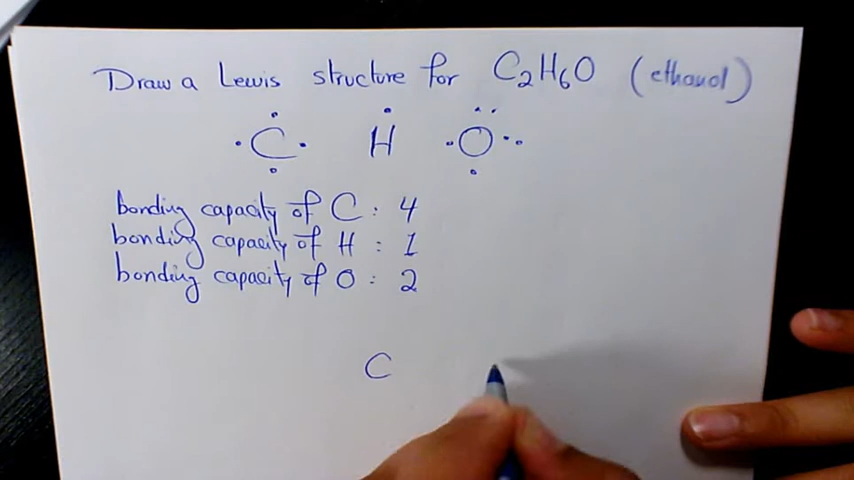 Draw a Lewis structure for C₂H₆O (ethanol)
C H O
bonding capacity of C : 4
bonding capacity of H : 1
bonding capacity of O : 2
C